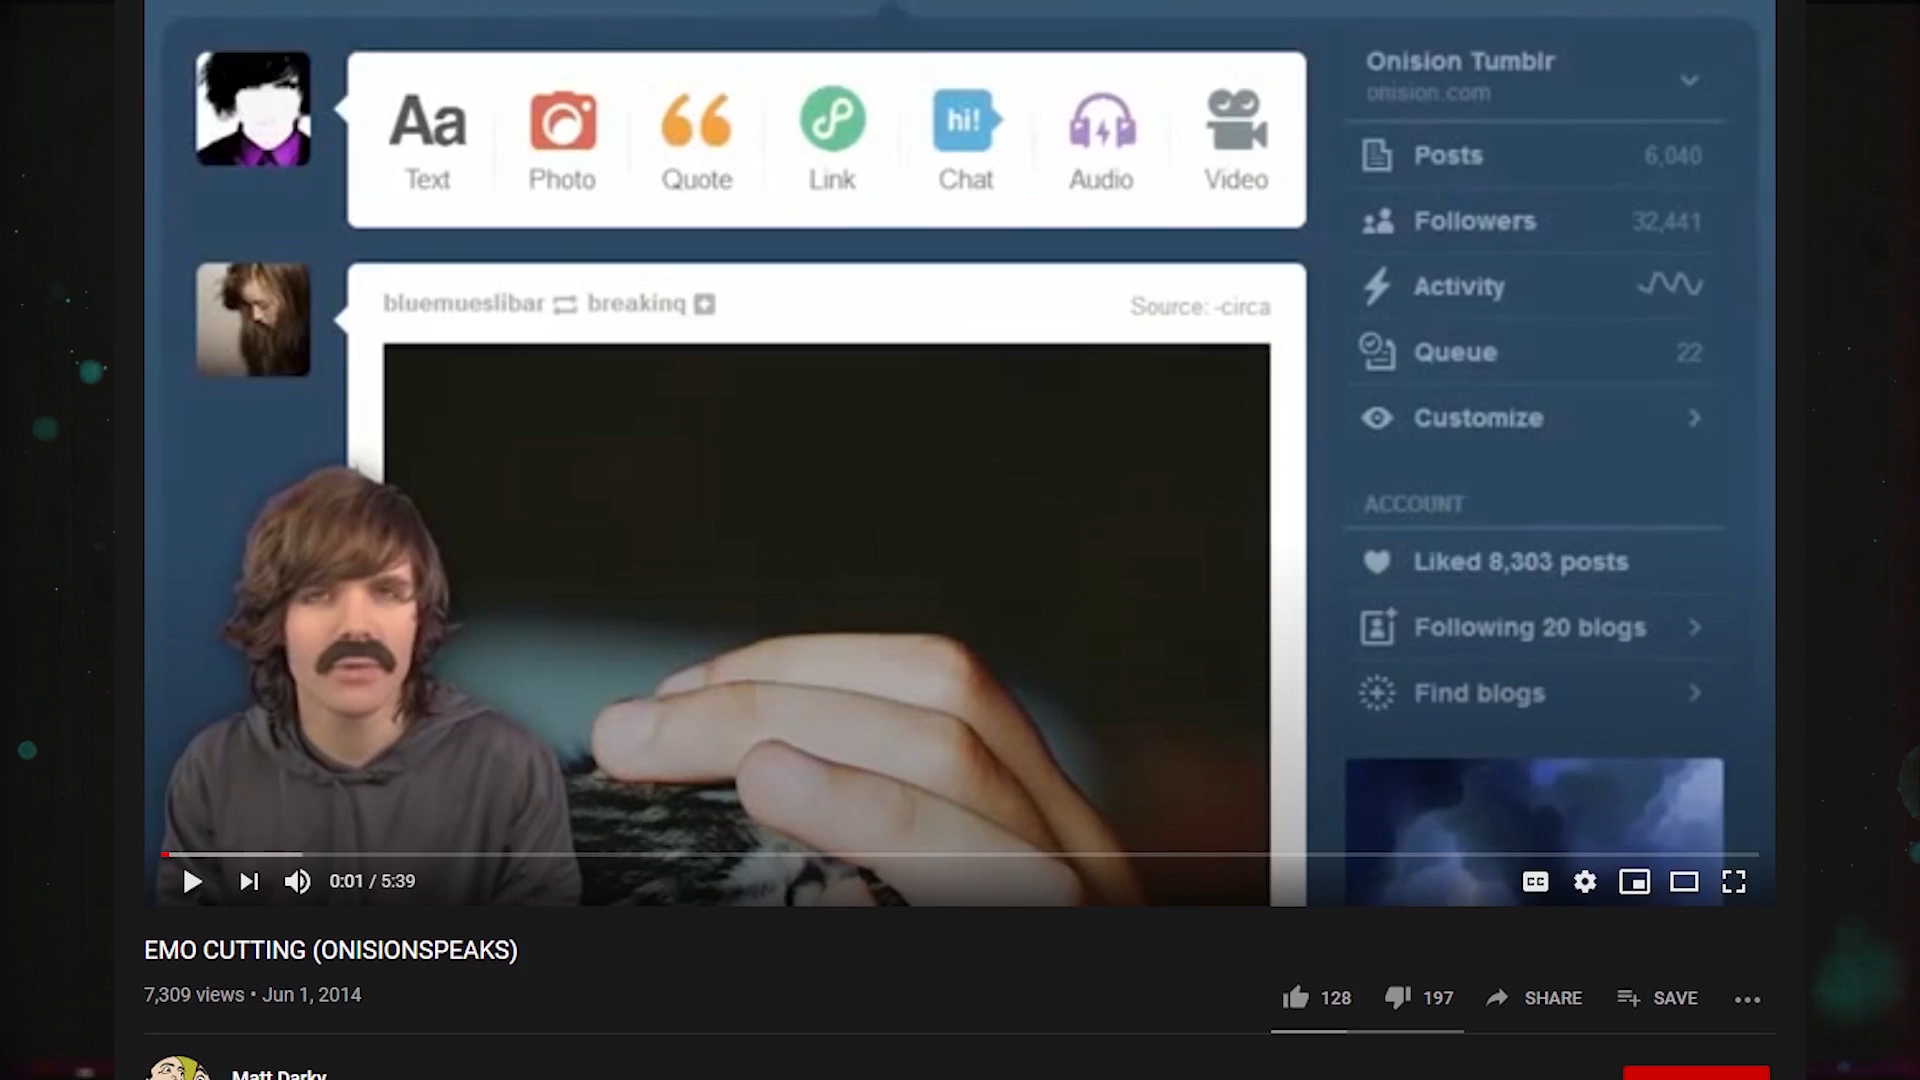 Aa
Text
Photo
Quote
Link
hi!
Chat
Audio
Video
Onision Tumblr
onision.com
Posts 6,040
Followers 32,441
Activity
Queue 22
Customize
bluemueslibar breakinq
Source: -circa
ACCOUNT
Liked 8,303 posts
Following 20 blogs
Find blogs
0:01 / 5:39
CC
EMO CUTTING (ONISIONSPEAKS)
7,309 views • Jun 1, 2014
128 197 SHARE SAVE
Matt Darky